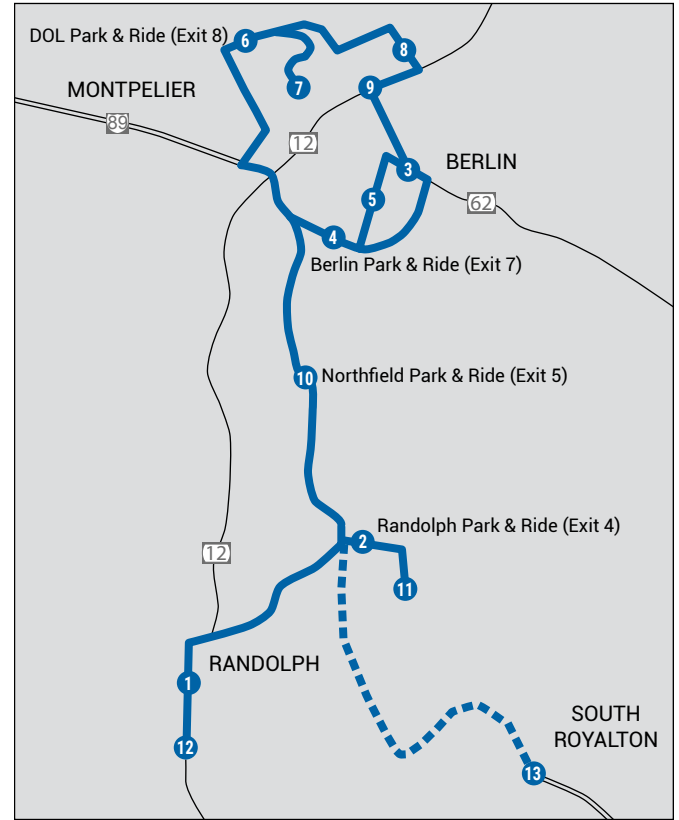 DOL Park & Ride (Exit 8)
6
8
7
MONTPELIER
9
89
12
BERLIN
3
5
62
4
Berlin Park & Ride (Exit 7)
10
Northfield Park & Ride (Exit 5)
Randolph Park & Ride (Exit 4)
2
12
11
RANDOLPH
1
SOUTH
ROYALTON
12
13